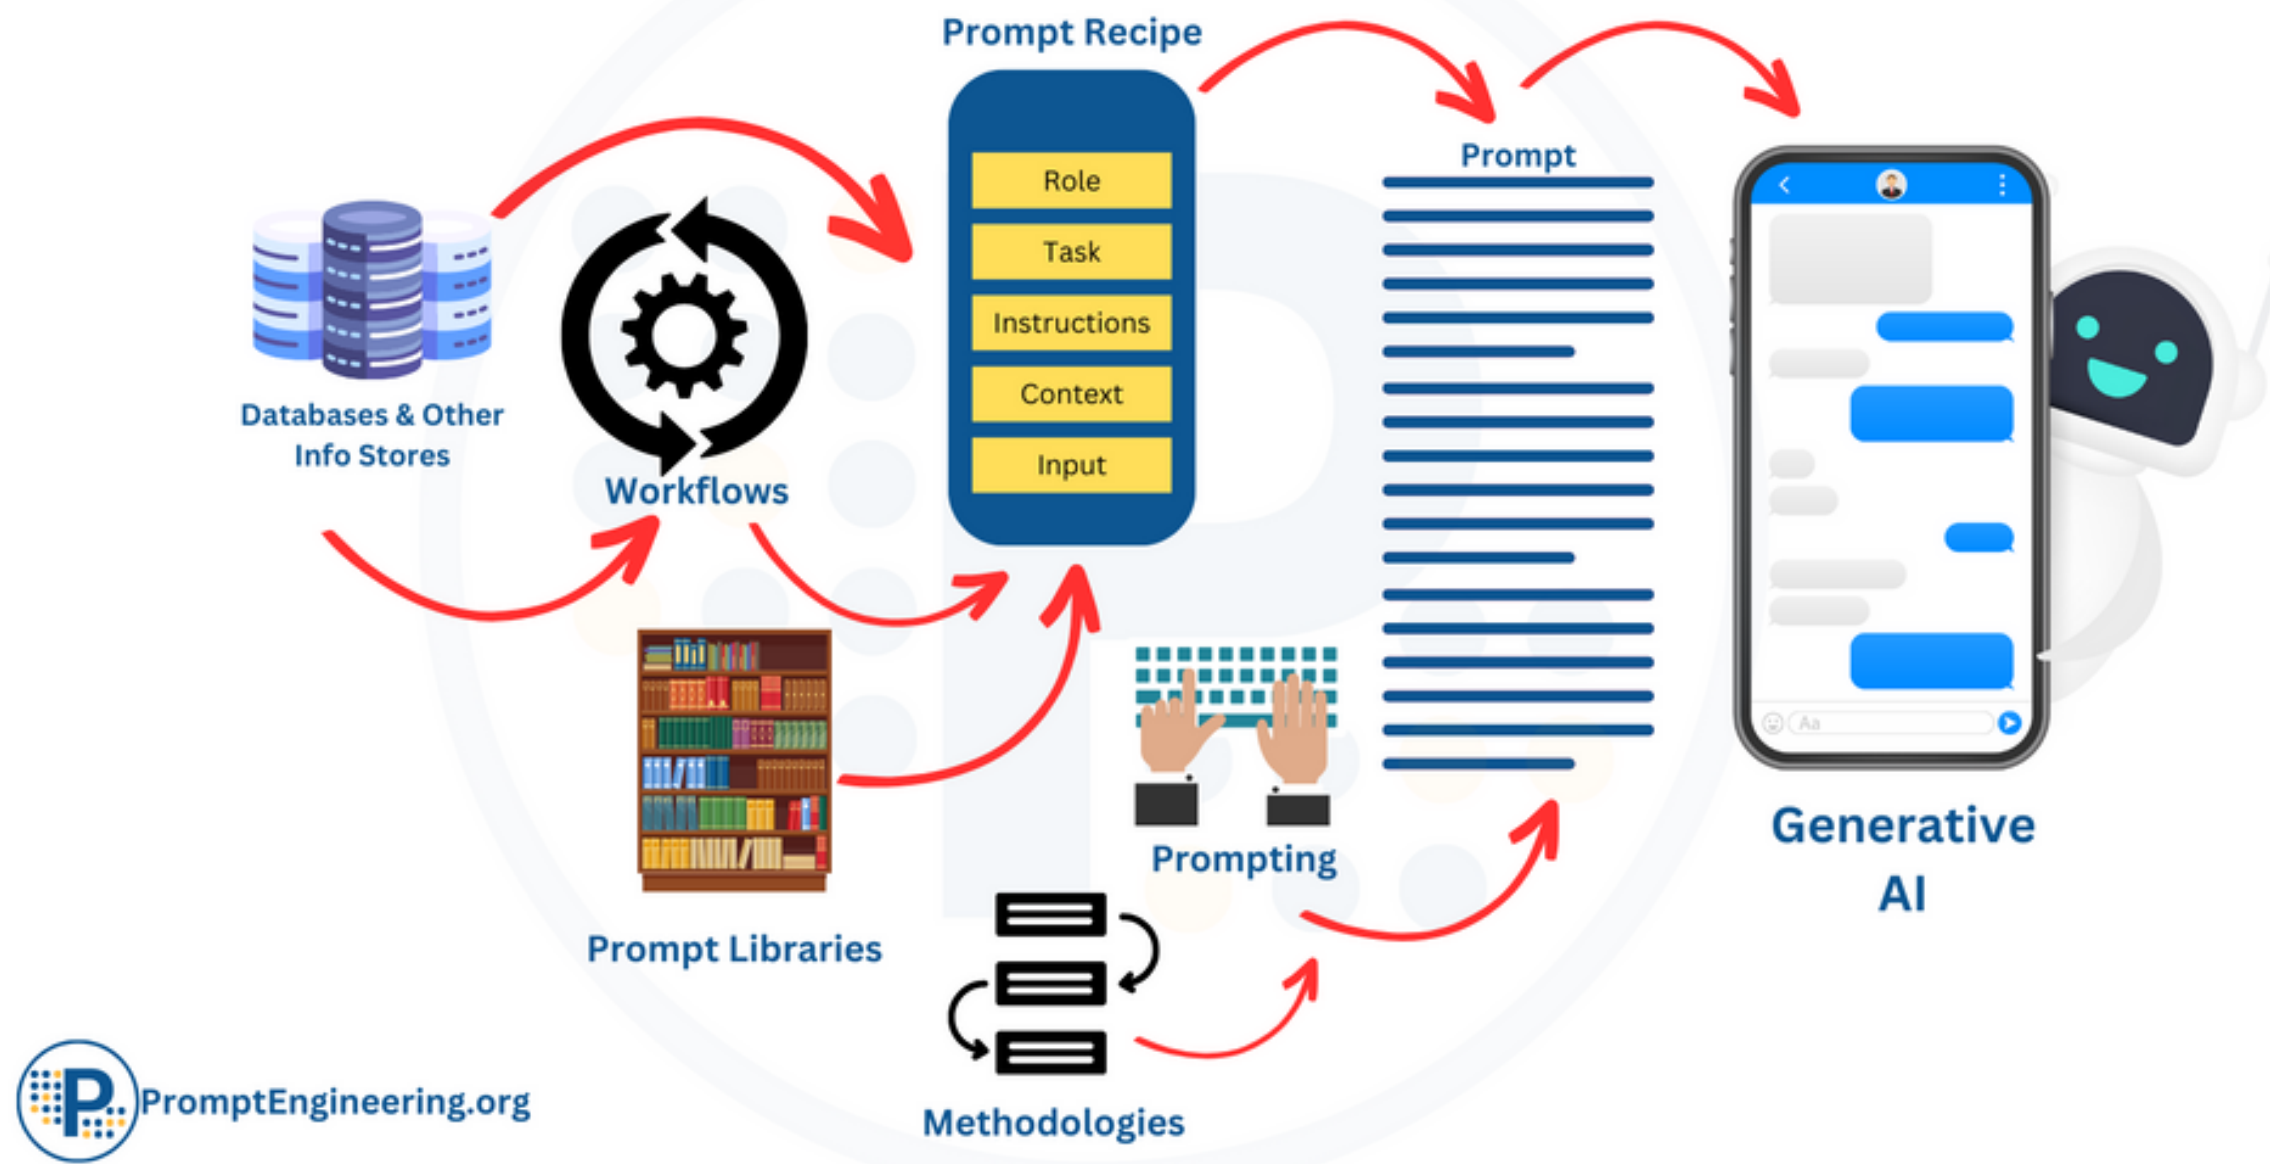 Prompt Recipe
Role
Task
Instructions
Context
Input
Prompt
Databases & Other
Info Stores
Workflows
Prompt Libraries
Prompting
Methodologies
Aa
Generative
AI
P
PromptEngineering.org